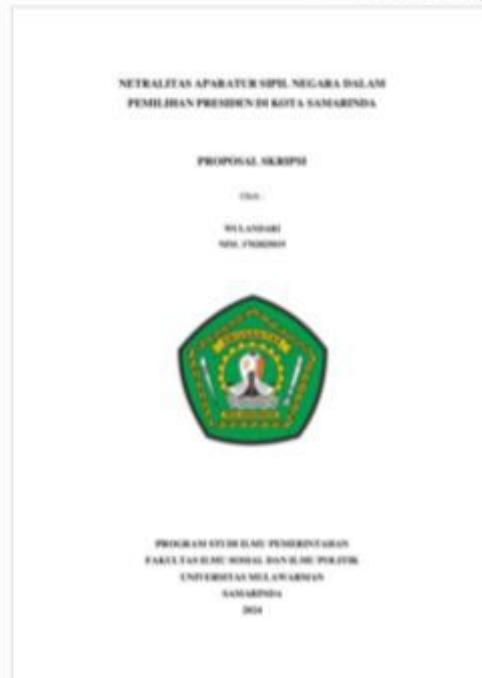 NETRALITAS APARATUR SIPIL NEGARA DALAM
PEMILIHAN PRESIDEN DI KOTA SAMARINDA
PROPOSAL SKRIPSI
Oleh :
WULANDARI
NIM.
PROGRAM STUDI ILMU PEMERINTAHAN
FAKULTAS ILMU SOSIAL DAN ILMU POLITIK
UNIVERSITAS MULAWARMAN
SAMARINDA
2024